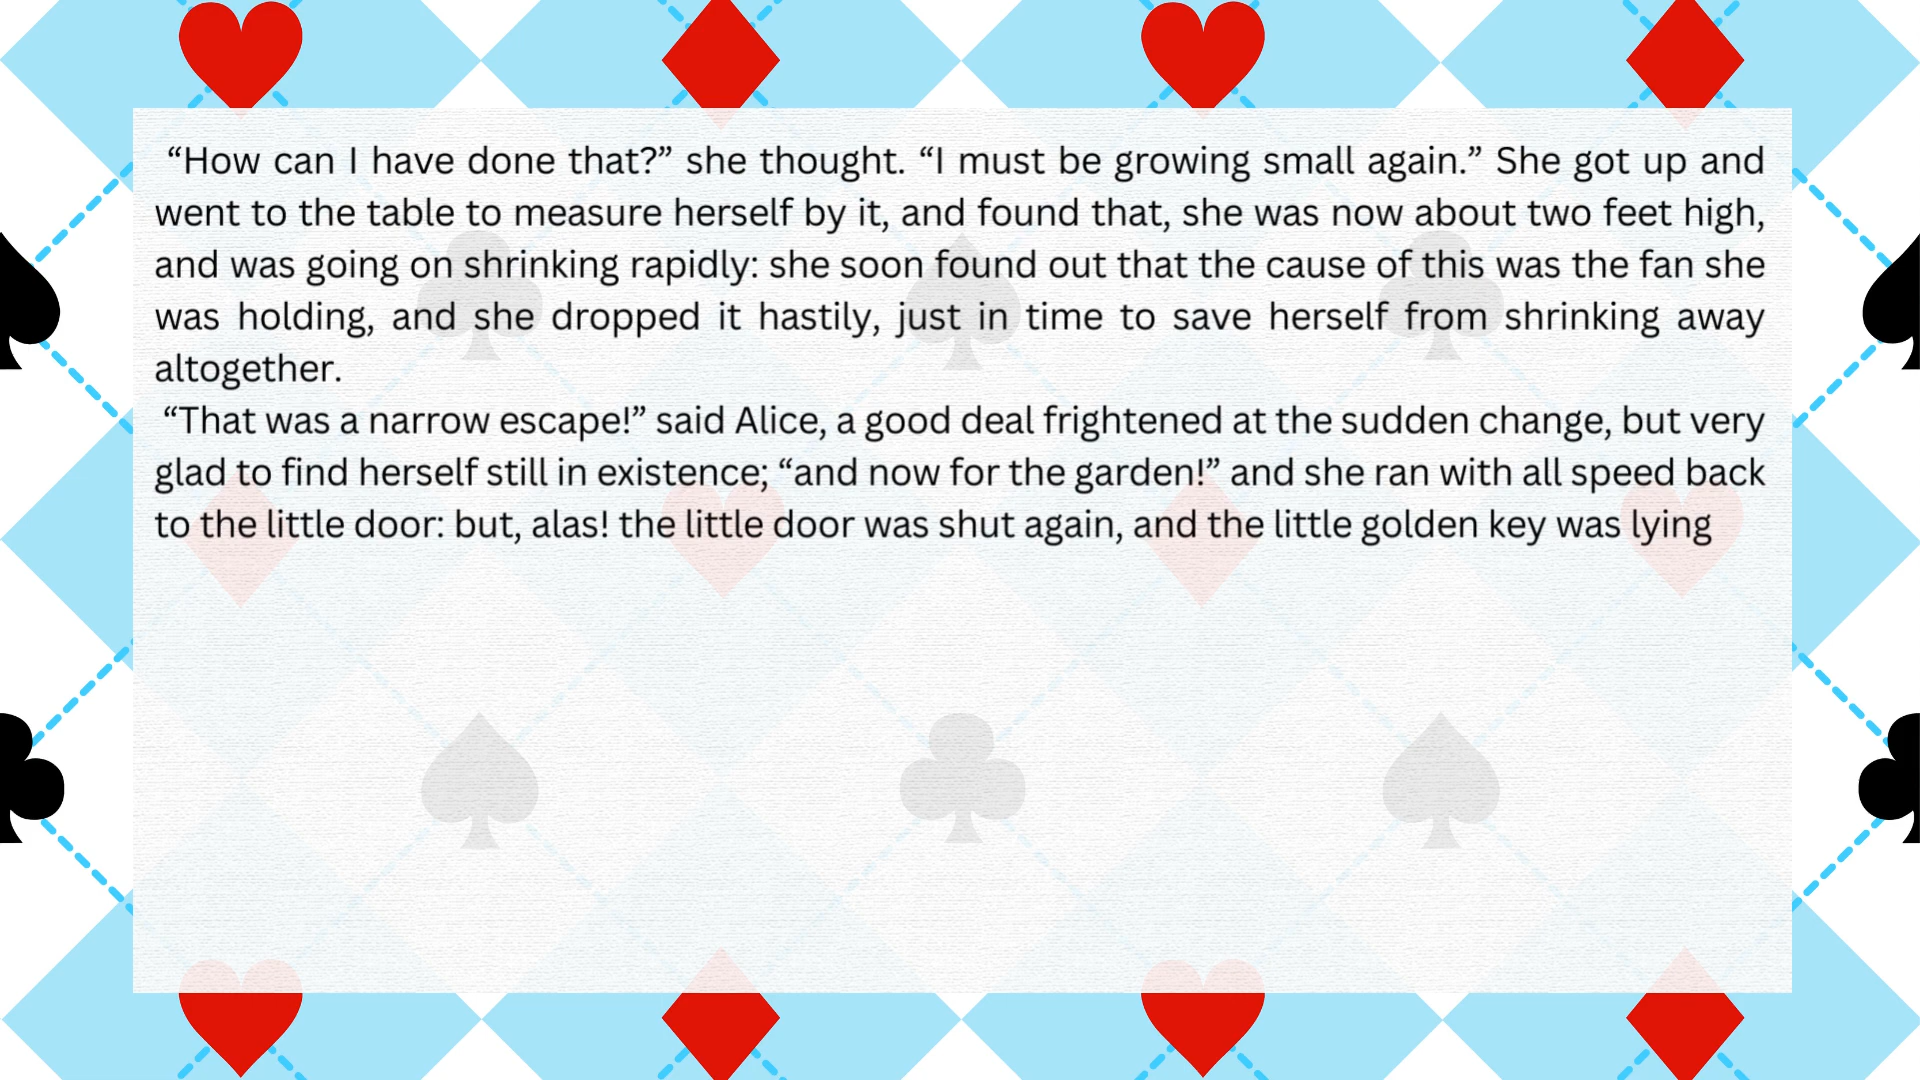 “How can I have done that?” she thought. “I must be growing small again.” She got up and
went to the table to measure herself by it, and found that, she was now about two feet high,
and was going on shrinking rapidly: she soon found out that the cause of this was the fan she
was holding, and she dropped it hastily, just in time to save herself from shrinking away
altogether.
“That was a narrow escape!” said Alice, a good deal frightened at the sudden change, but very
glad to find herself still in existence; “and now for the garden!” and she ran with all speed back
to the little door: but, alas! the little door was shut again, and the little golden key was lying